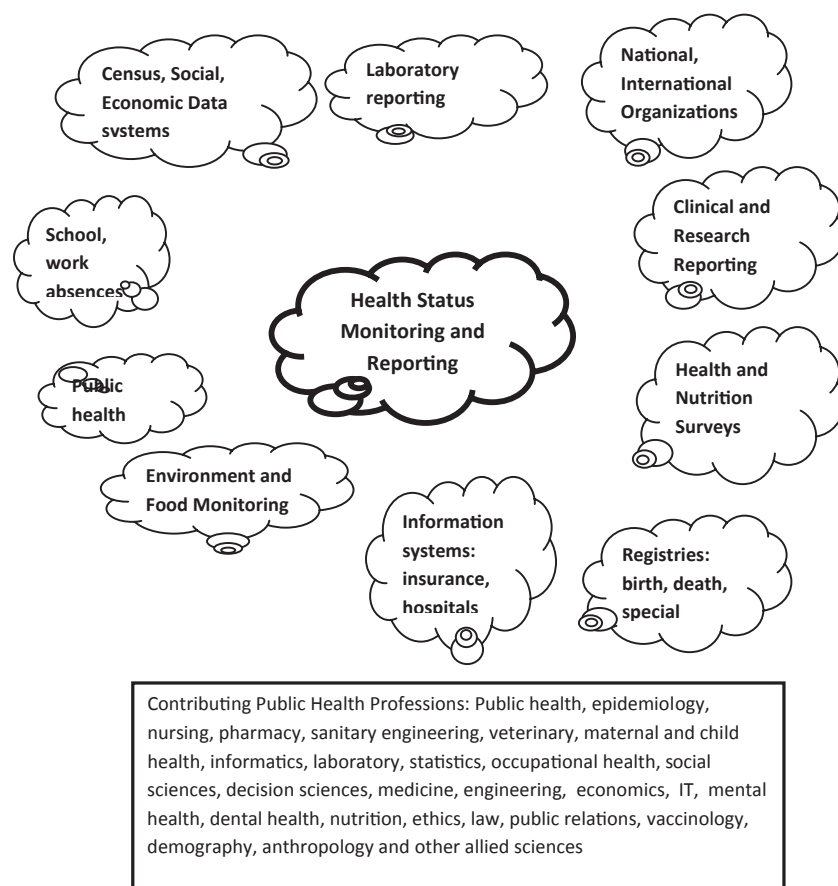 Census, Social,
Economic Data
systems
Laboratory
reporting
National,
International
Organizations
School,
work
absences
Clinical and
Research
Reporting
Health Status
Monitoring and
Reporting
Public
health
Health and
Nutrition
Surveys
Environment and
Food Monitoring
Information
systems:
insurance,
hospitals
Registries:
birth, death,
special
Contributing Public Health Professions: Public health, epidemiology,
nursing, pharmacy, sanitary engineering, veterinary, maternal and child
health, informatics, laboratory, statistics, occupational health, social
sciences, decision sciences, medicine, engineering, economics, IT, mental
health, dental health, nutrition, ethics, law, public relations, vaccinology,
demography, anthropology and other allied sciences